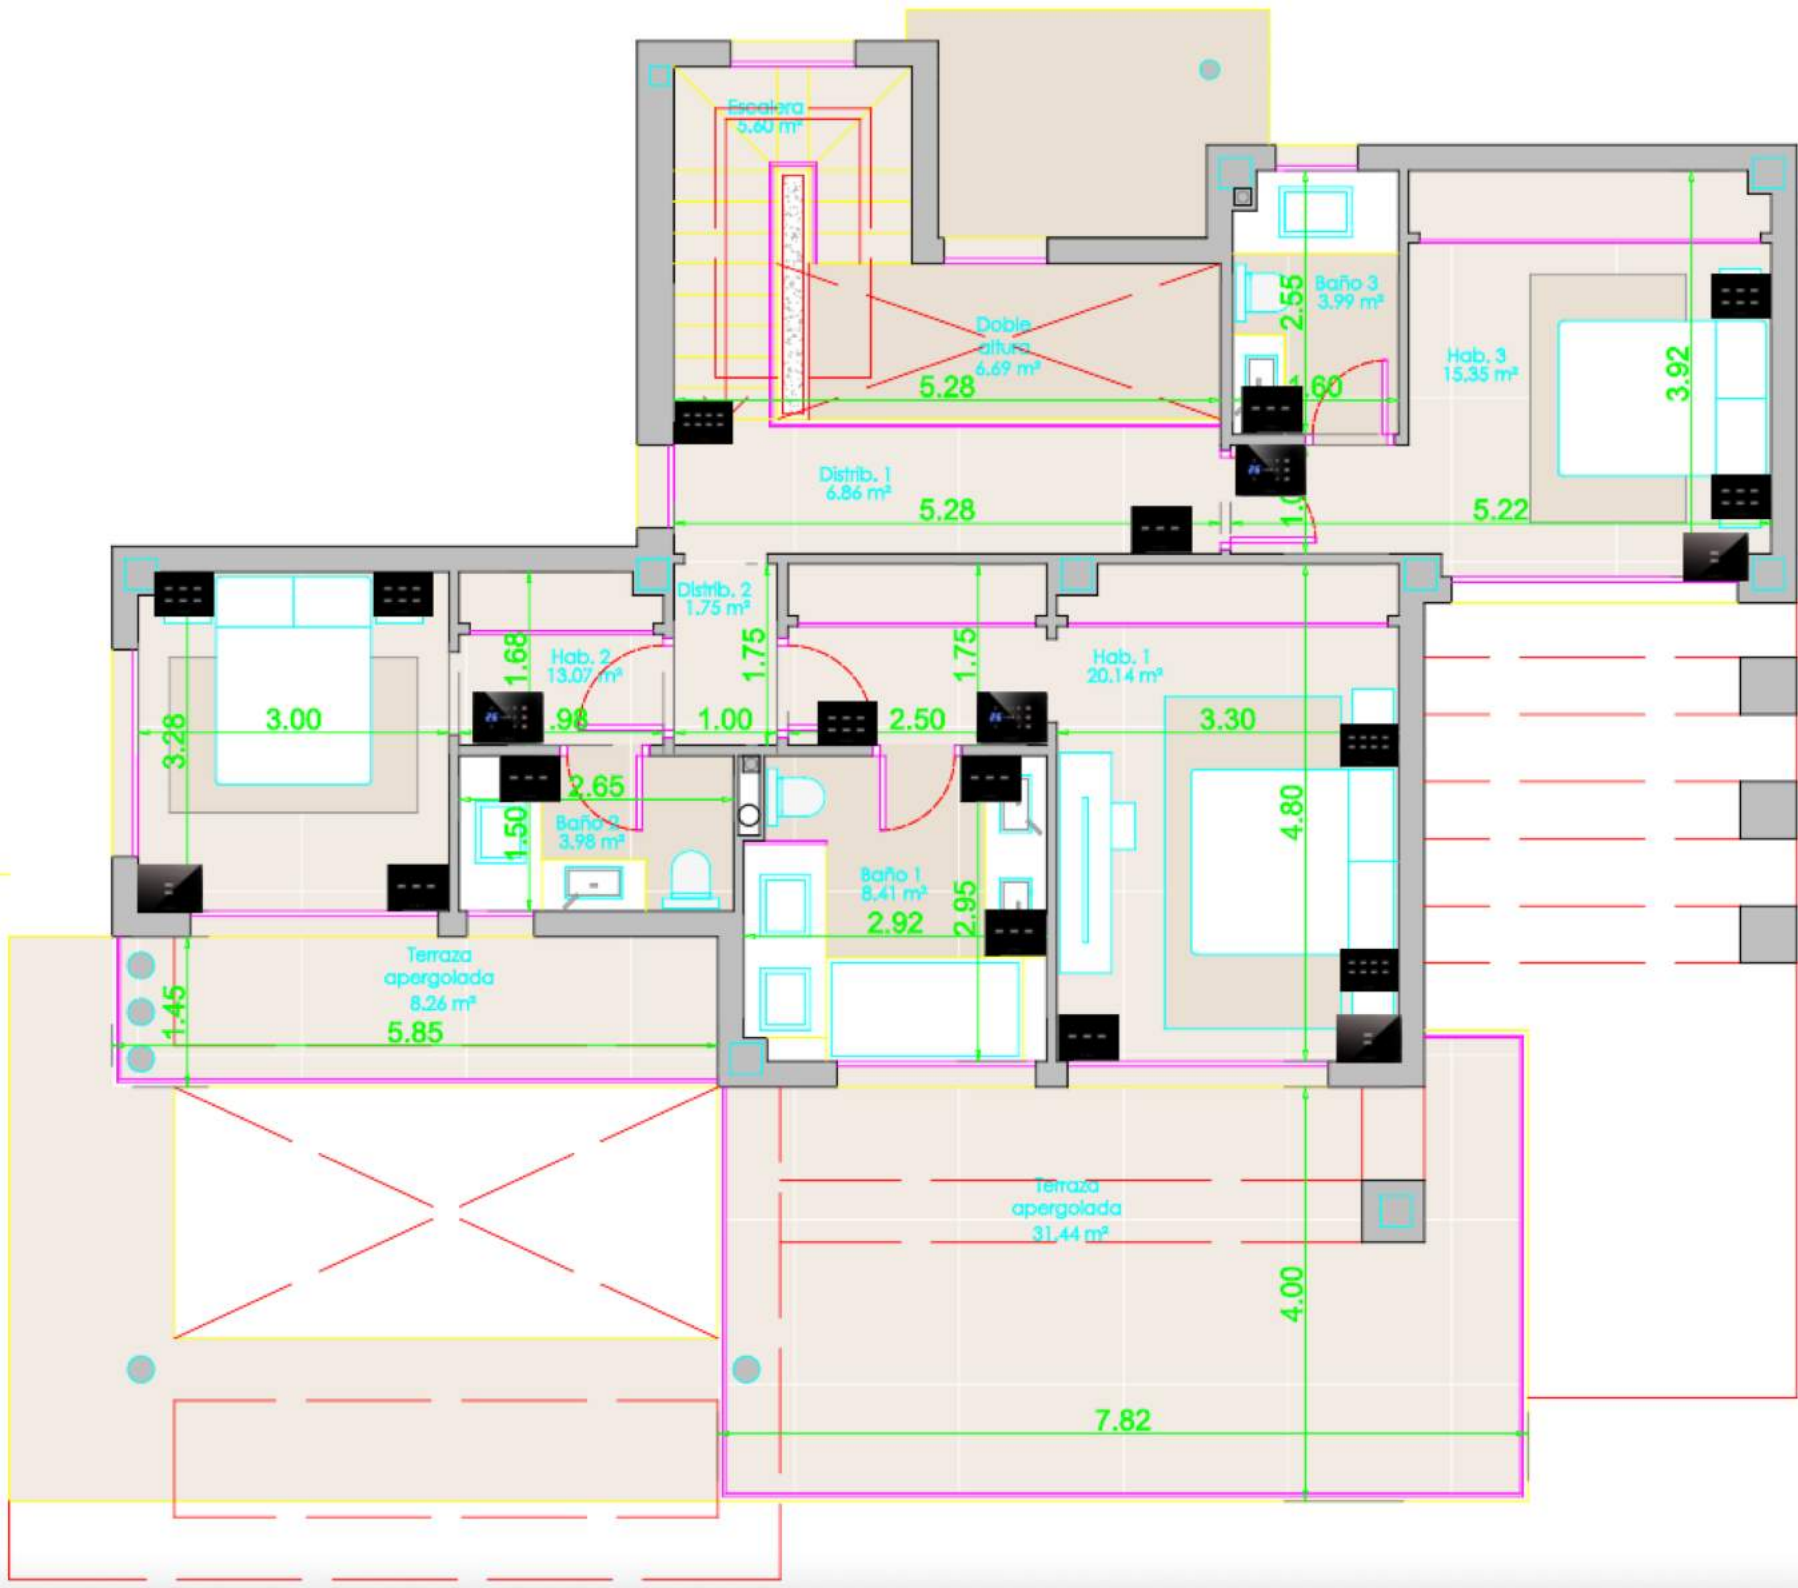 Escalera
5.60 m²
Doble
altura
6.69 m²
5.28
Baño 3
3.99 m²
2.55
Hab. 3
15.35 m²
3.92
Distrib. 1
6.86 m²
5.28
26
5.22
Distrib. 2
1.75 m²
1.75
1.68
Hab. 2
13.07 m²
1.75
Hab. 1
20.14 m²
3.28
3.00
26
.98
1.00
2.50
26
3.30
2.65
1.50
Baño 2
3.98 m²
4.80
Baño 1
8.41 m²
2.92
2.95
Terraza
apergolada
8.26 m²
1.45
5.85
Terraza
apergolada
31.44 m²
4.00
7.82